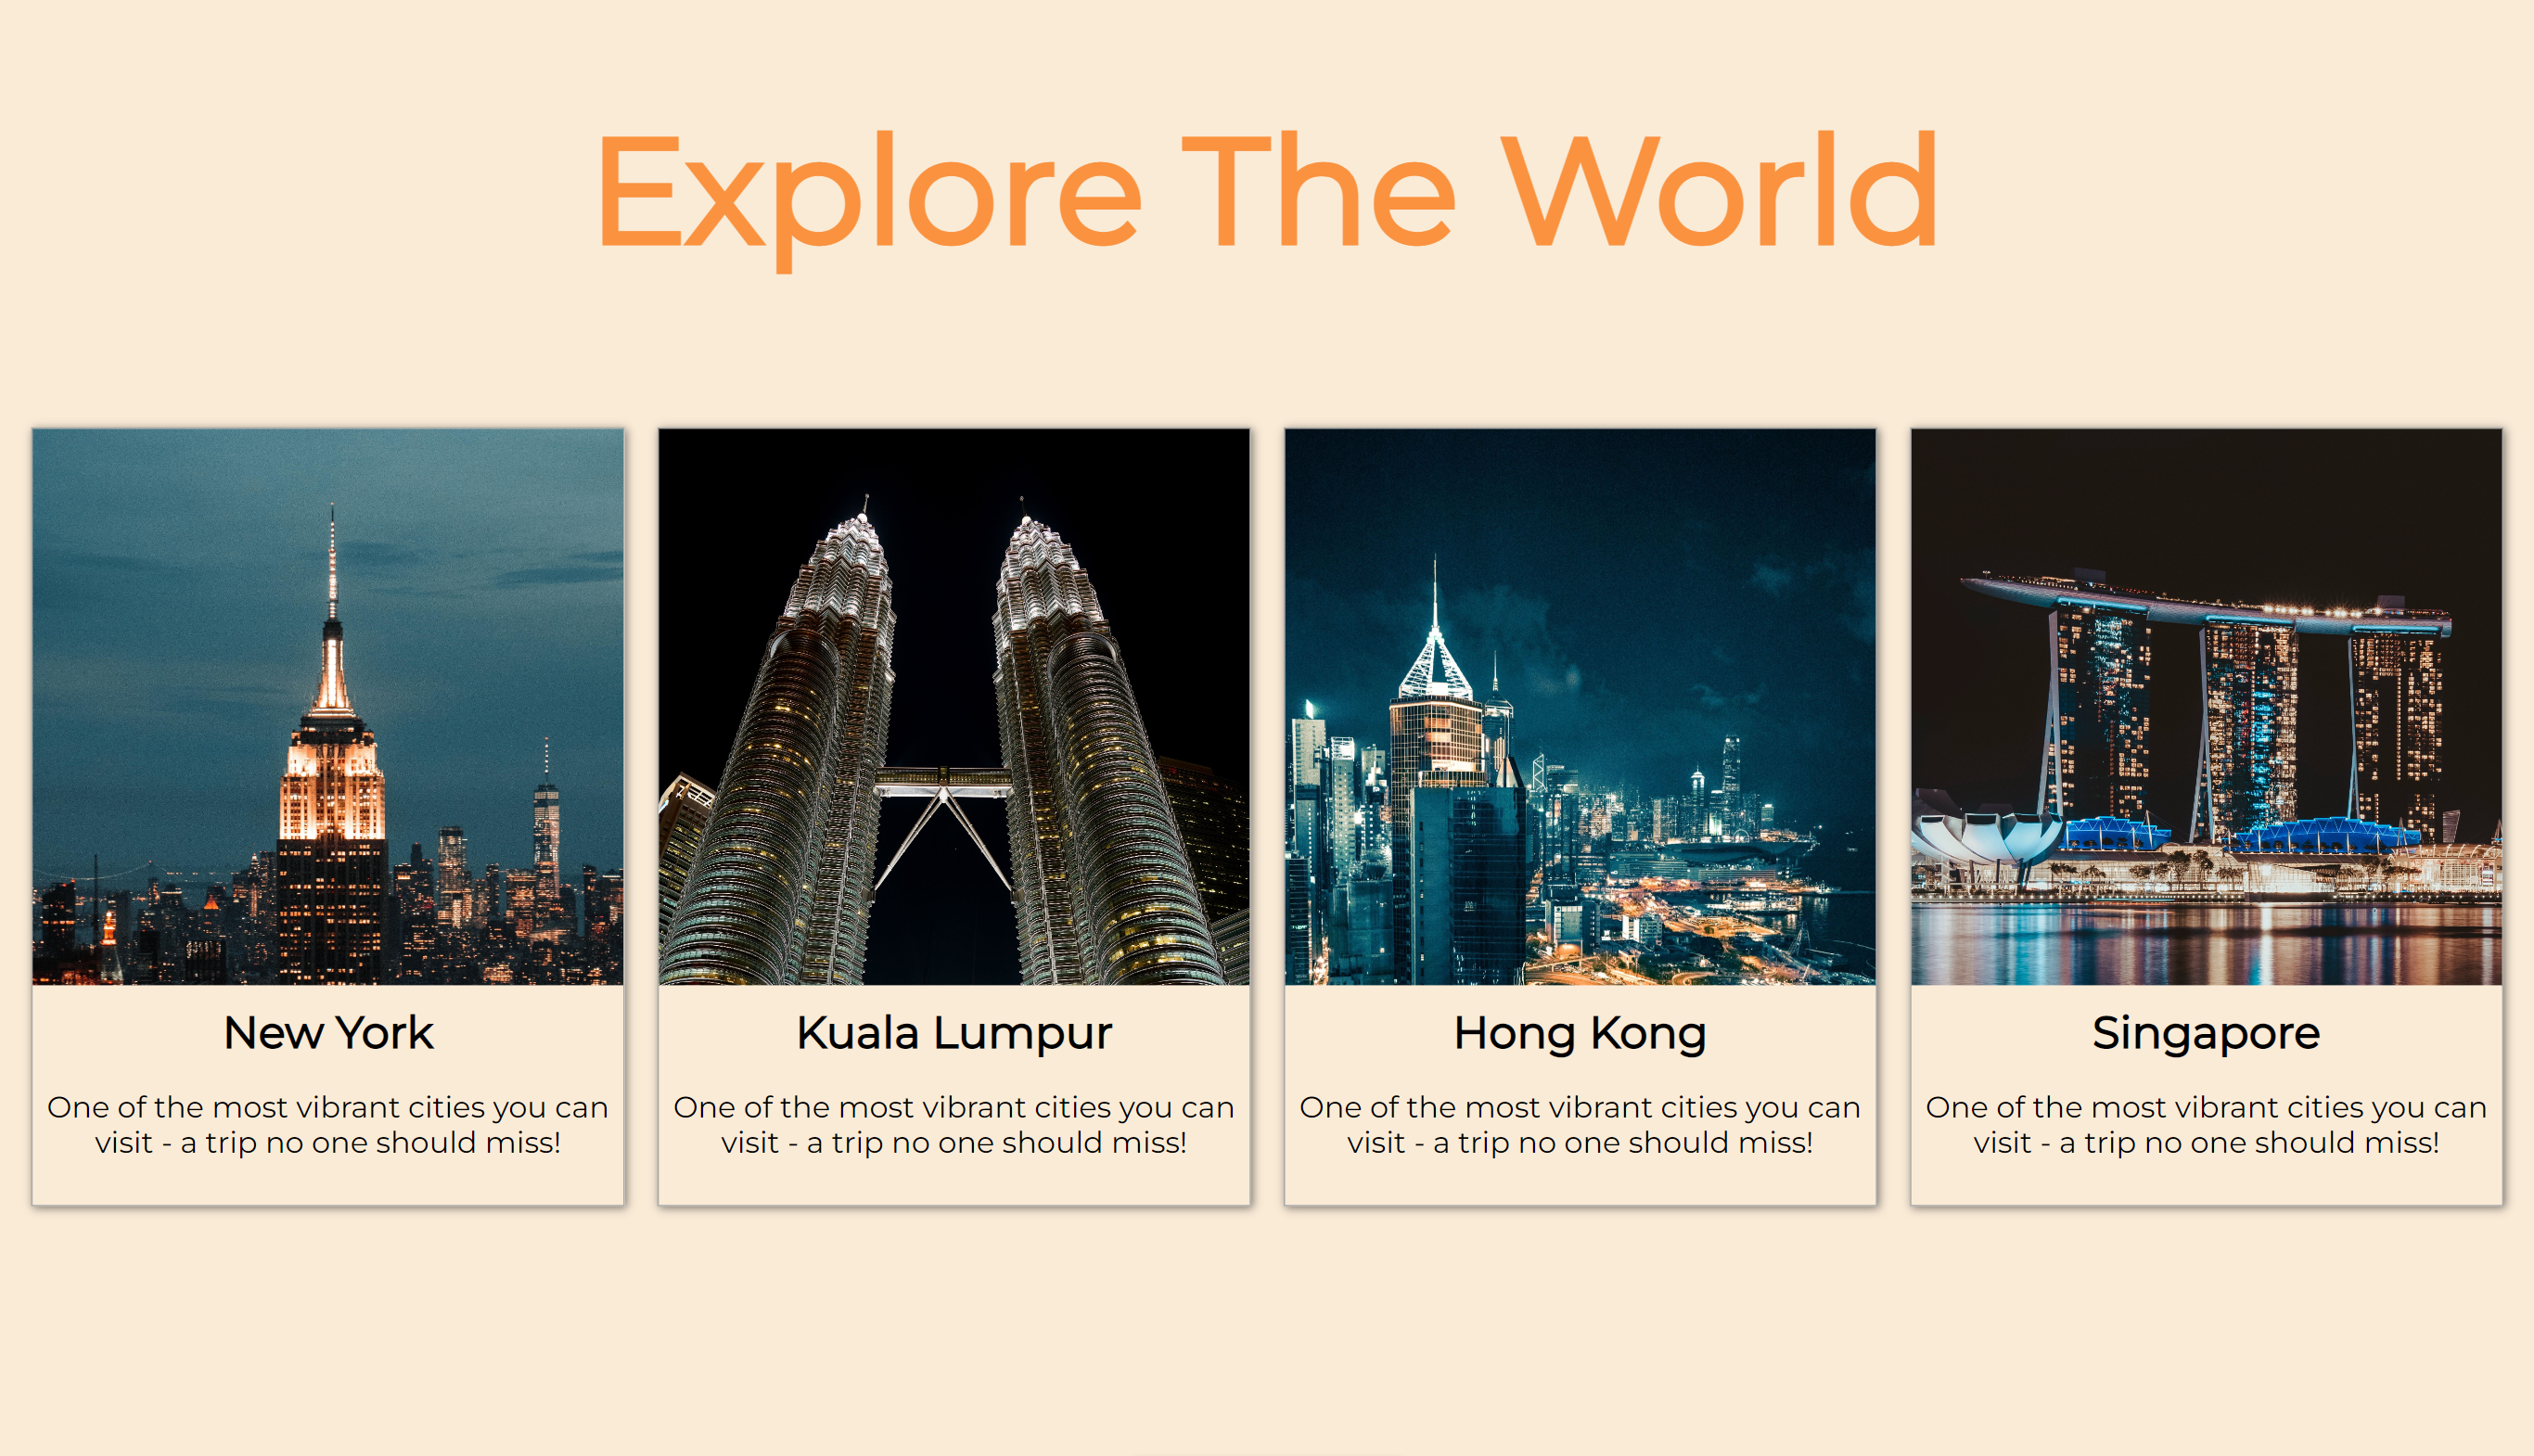 Explore The World
New York
One of the most vibrant cities you can
visit - a trip no one should miss!
Kuala Lumpur
One of the most vibrant cities you can
visit - a trip no one should miss!
Hong Kong
One of the most vibrant cities you can
visit - a trip no one should miss!
Singapore
One of the most vibrant cities you can
visit - a trip no one should miss!